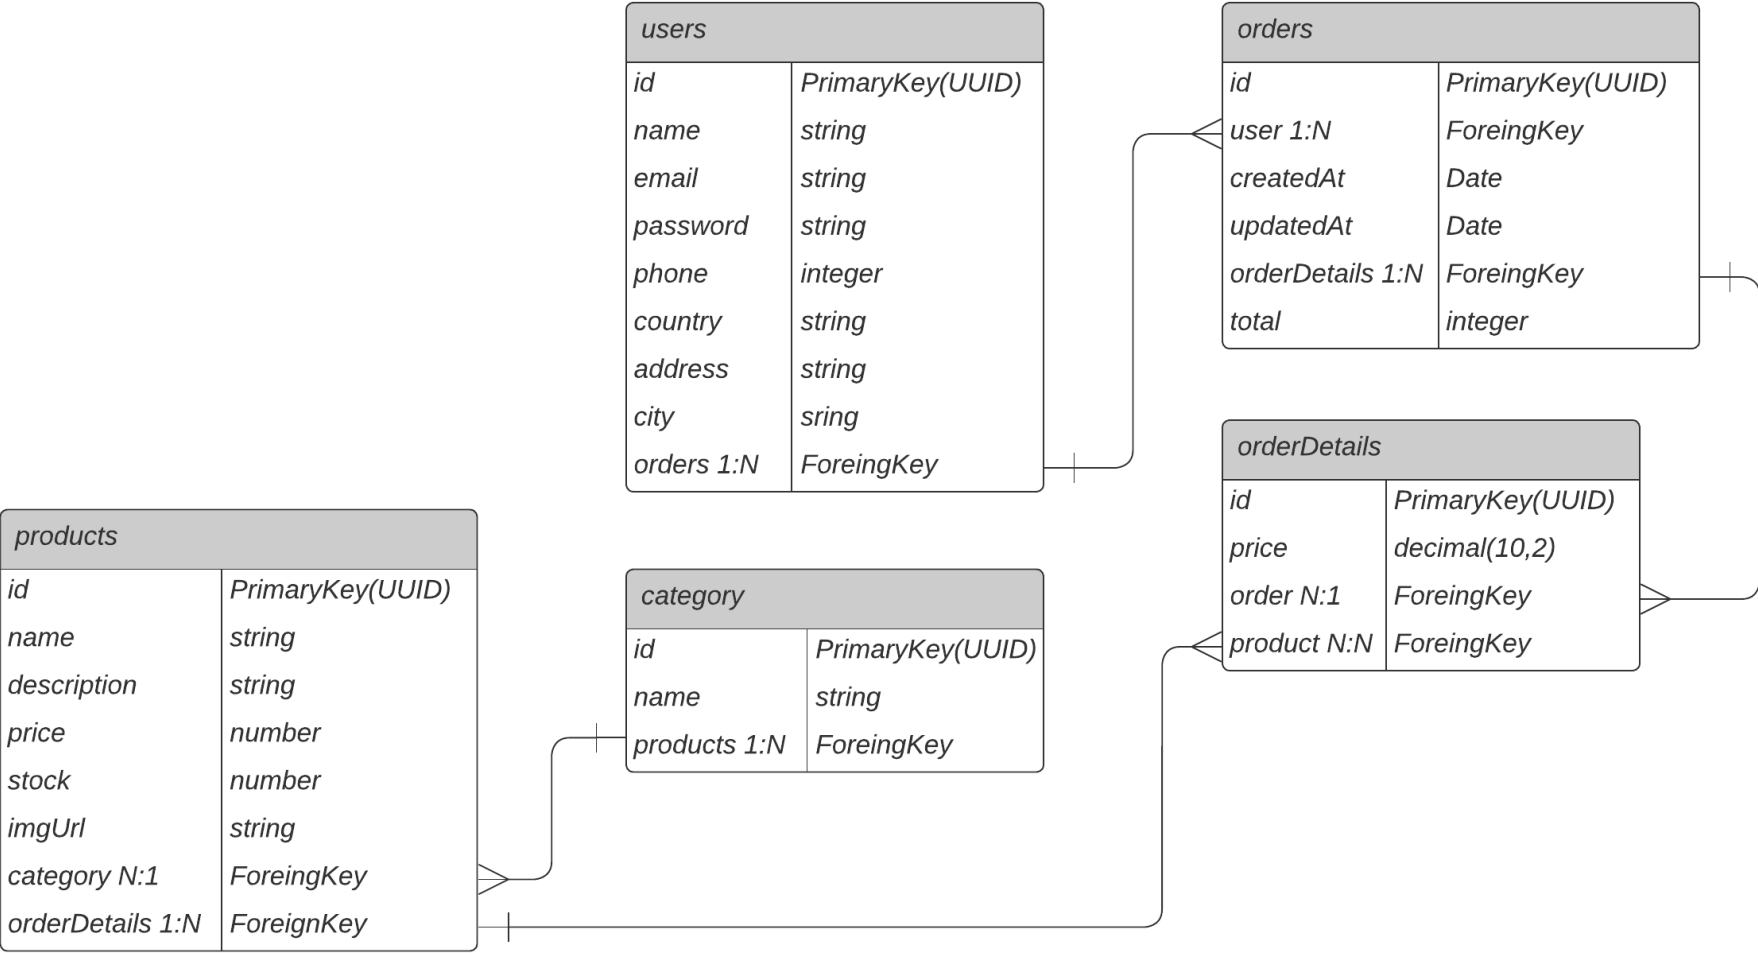 users
id PrimaryKey(UUID)
name string
email string
password string
phone integer
country string
address string
city sring
orders 1:N ForeingKey
orders
id PrimaryKey(UUID)
user 1:N ForeingKey
createdAt Date
updatedAt Date
orderDetails 1:N ForeingKey
total integer
orderDetails
id PrimaryKey(UUID)
price decimal(10,2)
order N:1 ForeingKey
product N:N ForeingKey
products
id PrimaryKey(UUID)
name string
description string
price number
stock number
imgUrl string
category N:1 ForeingKey
orderDetails 1:N ForeignKey
category
id PrimaryKey(UUID)
name string
products 1:N ForeingKey